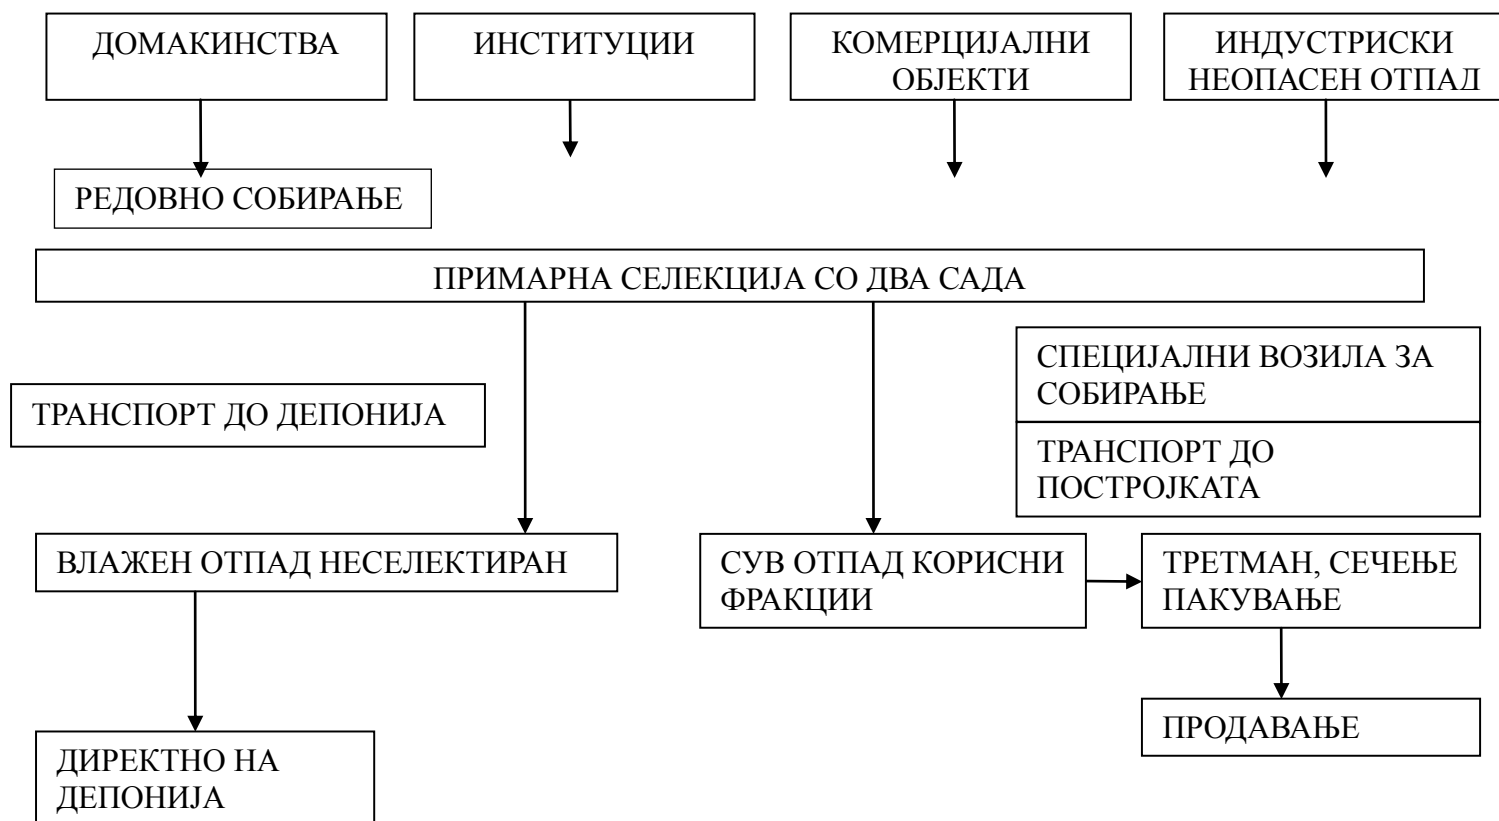 ДОМАКИНСТВА
ИНСТИТУЦИИ
КОМЕРЦИЈАЛНИ
ОБЈЕКТИ
ИНДУСТРИСКИ
НЕОПАСЕН ОТПАД
РЕДОВНО СОБИРАЊЕ
ПРИМАРНА СЕЛЕКЦИЈА СО ДВА САДА
СПЕЦИЈАЛНИ ВОЗИЛА ЗА
СОБИРАЊЕ
ТРАНСПОРТ ДО ДЕПОНИЈА
ТРАНСПОРТ ДО
ПОСТРОЈКАТА
ВЛАЖЕН ОТПАД НЕСЕЛЕКТИРАН
СУВ ОТПАД КОРИСНИ
ФРАКЦИИ
ТРЕТМАН, СЕЧЕЊЕ
ПАКУВАЊЕ
ПРОДАВАЊЕ
ДИРЕКТНО НА
ДЕПОНИЈА